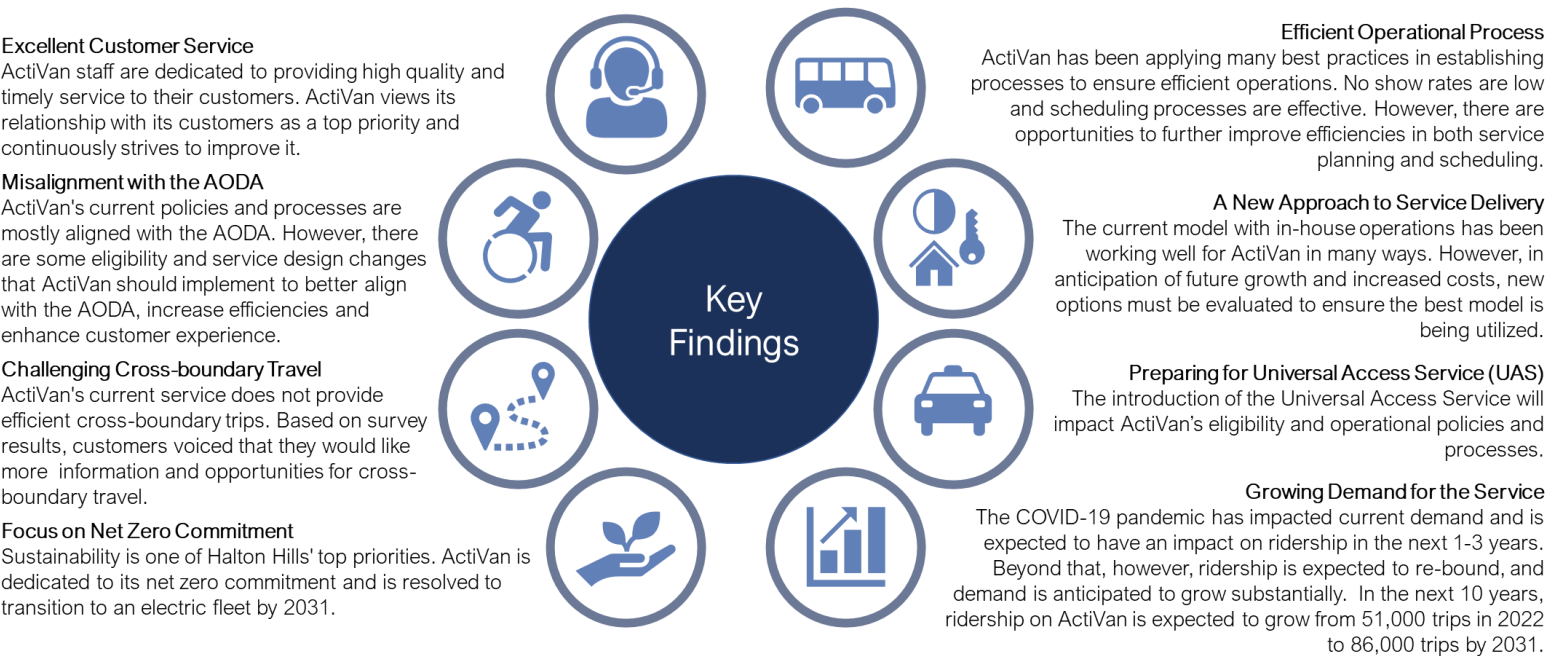 Excellent Customer Service
ActiVan staff are dedicated to providing high quality and
timely service to their customers. ActiVan views its
relationship with its customers as a top priority and
continuously strives to improve it.
Misalignment with the AODA
ActiVan's current policies and processes are
mostly aligned with the AODA. However, there
are some eligibility and service design changes
that ActiVan should implement to better align
with the AODA, increase efficiencies and
enhance customer experience.
Challenging Cross-boundary Travel
ActiVan's current service does not provide
efficient cross-boundary trips. Based on survey
results, customers voiced that they would like
more information and opportunities for cross-
boundary travel.
Focus on Net Zero Commitment
Sustainability is one of Halton Hills' top priorities. ActiVan is
dedicated to its net zero commitment and is resolved to
transition to an electric fleet by 2031.
Key
Findings
Efficient Operational Process
ActiVan has been applying many best practices in establishing
processes to ensure efficient operations. No show rates are low
and scheduling processes are effective. However, there are
opportunities to further improve efficiencies in both service
planning and scheduling.
A New Approach to Service Delivery
The current model with in-house operations has been
working well for ActiVan in many ways. However, in
anticipation of future growth and increased costs, new
options must be evaluated to ensure the best model is
being utilized.
Preparing for Universal Access Service (UAS)
The introduction of the Universal Access Service will
impact ActiVan's eligibility and operational policies and
processes.
Growing Demand for the Service
The COVID-19 pandemic has impacted current demand and is
expected to have an impact on ridership in the next 1-3 years.
Beyond that, however, ridership is expected to re-bound, and
demand is anticipated to grow substantially. In the next 10 years,
ridership on ActiVan is expected to grow from 51,000 trips in 2022
to 86,000 trips by 2031.